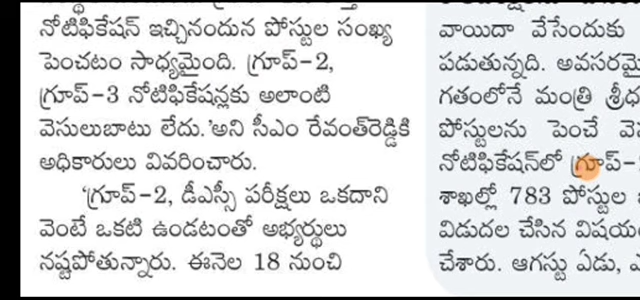 నోటిఫికేషన్ ఇచ్చినందున పోస్టుల సంఖ్య
పెంచటం సాధ్యమైంది. గ్రూప్-2,
గ్రూప్-3 నోటిఫికేషన్లకు అలాంటి
వెసులుబాటు లేదు.'అని సీఎం రేవంత్‌రెడ్డికి
అధికారులు వివరించారు.
'గ్రూప్-2, డీఎస్సీ పరీక్షలు ఒకదాని
వెంటే ఒకటి ఉండటంతో అభ్యర్థులు
నష్టపోతున్నారు. ఈనెల 18 నుంచి
వాయిదా వేసేందుకు
పడుతున్నది. అవసరమై
గతంలోనే మంత్రి శ్రీధ
పోస్టులను పెంచే వె
నోటిఫికేషన్‌లో గ్రూప్-
శాఖల్లో 783 పోస్టుల
విడుదల చేసిన విషయ
చేశారు. ఆగస్టు ఏడు,